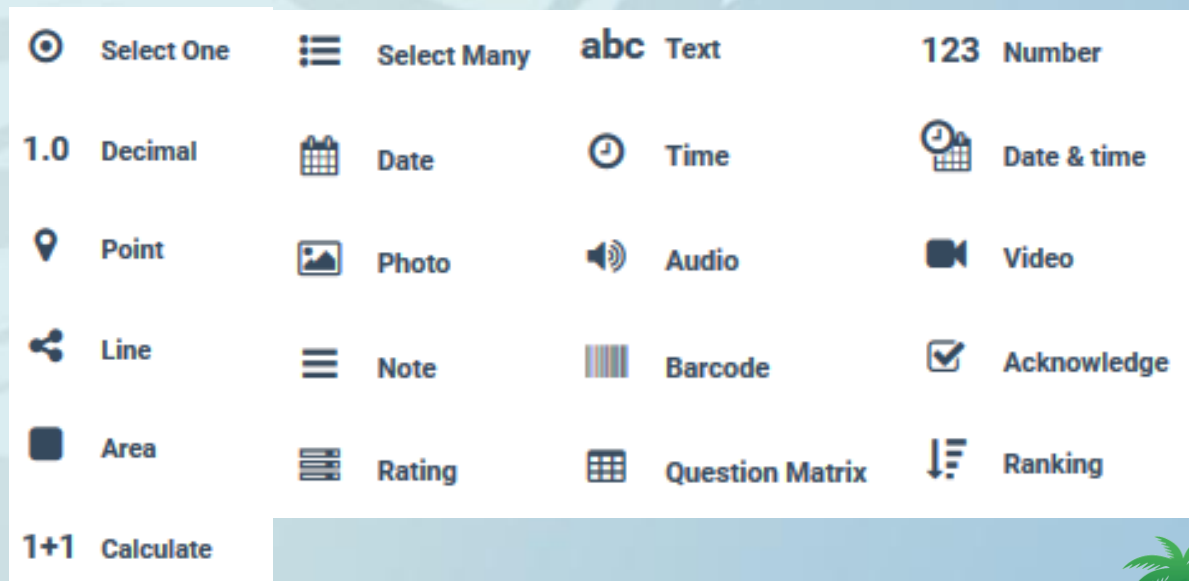 Select One
Select Many
abc Text
123 Number
1.0 Decimal
Date
Time
Date & time
Point
Photo
Audio
Video
Line
Note
Barcode
Acknowledge
Area
Rating
Question Matrix
Ranking
1+1 Calculate